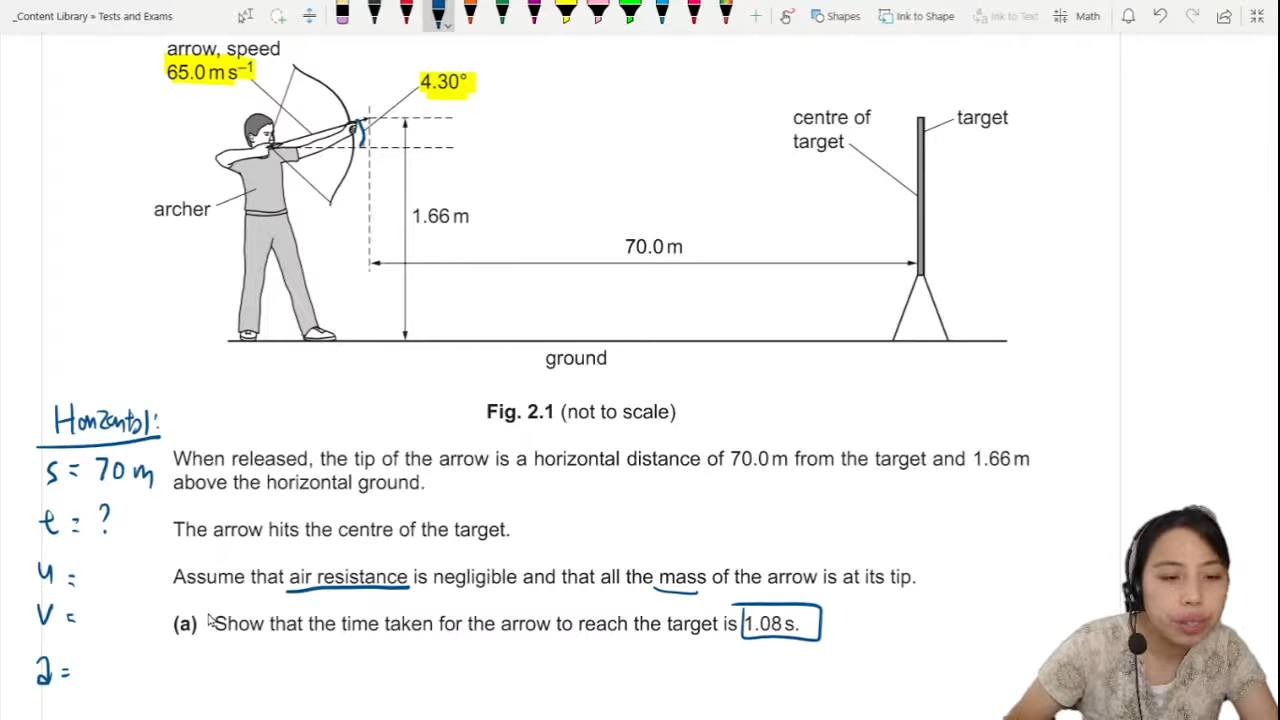 _Content Library » Tests and Exams
Shapes
Ink to Shape
Ink to Text
Math
arrow, speed
65.0 m s⁻¹
4.30°
centre of
target
target
archer
1.66 m
70.0 m
ground
Fig. 2.1 (not to scale)
Horizontal:
s = 70 m
t = ?
u =
v =
a =
When released, the tip of the arrow is a horizontal distance of 70.0 m from the target and 1.66 m
above the horizontal ground.
The arrow hits the centre of the target.
Assume that air resistance is negligible and that all the mass of the arrow is at its tip.
(a) Show that the time taken for the arrow to reach the target is 1.08 s.